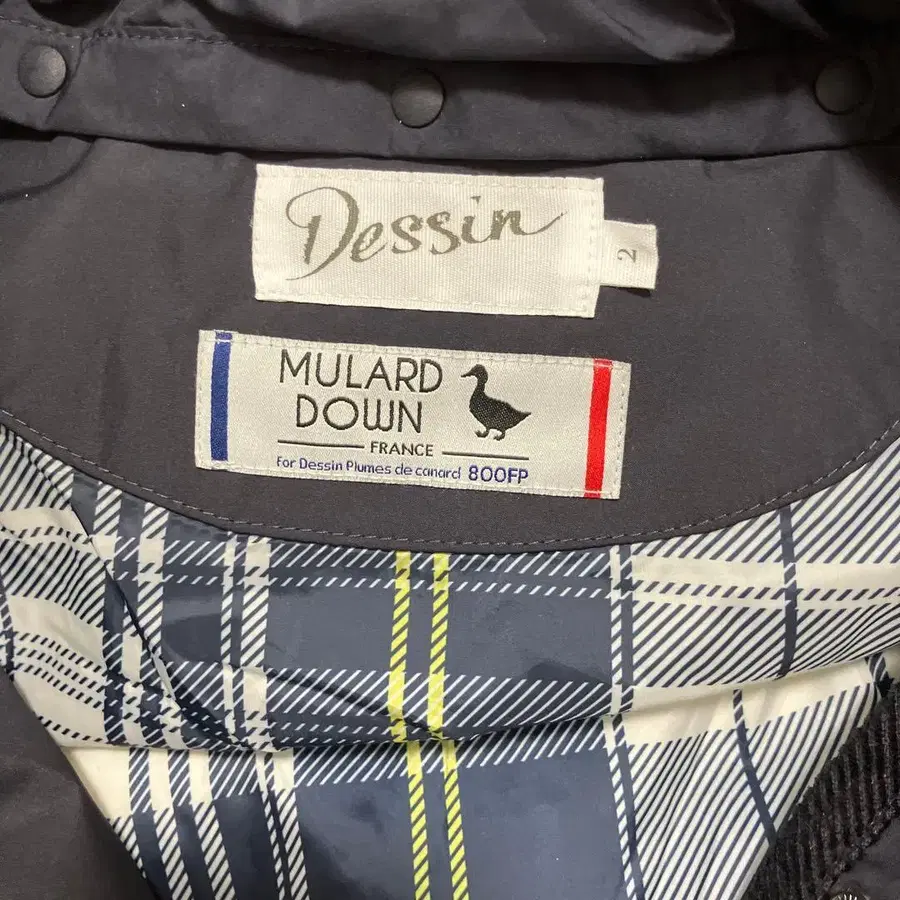 Dessin
2
MULARD
DOWN
FRANCE
For Dessin Plumes de canard 800FP